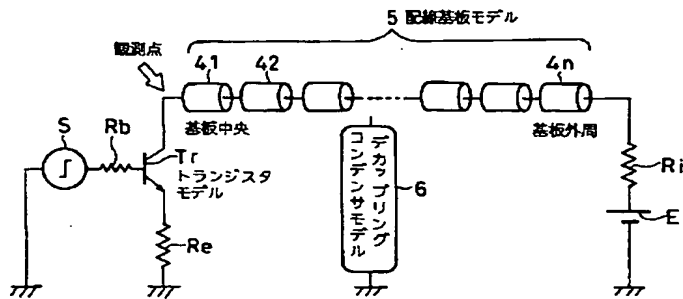 5 配線基板モデル
観測点
41
42
4n
基板中央
基板外周
S
Rb
Tr
トランジスタ
モデル
Re
デカップリング
コンデンサモデル
6
Ri
E